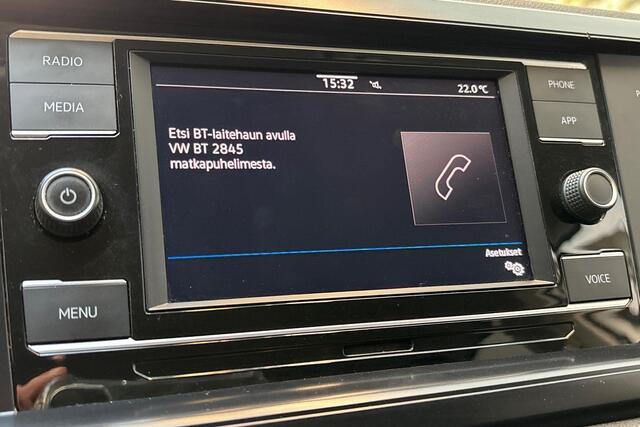 RADIO
MEDIA
MENU
15:32
22.0°C
Etsi BT-laitehaun avulla
VW BT 2845
matkapuhelimesta.
Asetukset
PHONE
APP
VOICE